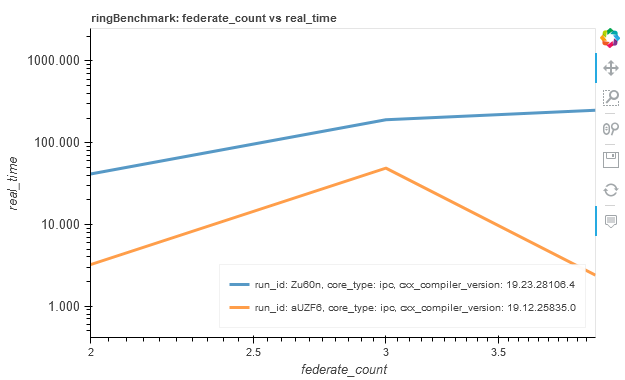 ringBenchmark: federate_count vs real_time
1000.000
100.000
10.000
1.000
real_time
run_id: Zu60n, core_type: ipc, cxx_compiler_version: 19.23.28106.4
run_id: aUZF6, core_type: ipc, cxx_compiler_version: 19.12.25835.0
2
2.5
3
3.5
federate_count